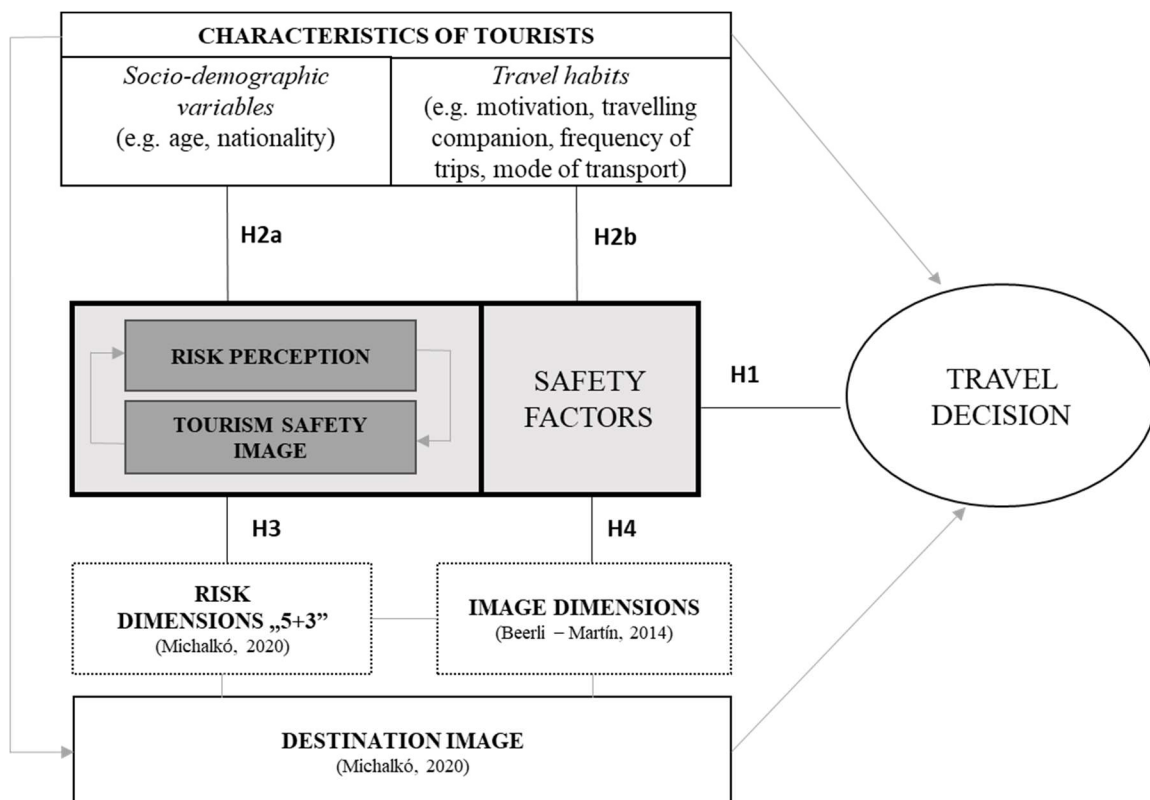 CHARACTERISTICS OF TOURISTS
Socio-demographic
variables
(e.g. age, nationality)
Travel habits
(e.g. motivation, travelling
companion, frequency of
trips, mode of transport)
H2a
H2b
RISK PERCEPTION
TOURISM SAFETY
IMAGE
SAFETY
FACTORS
H1
TRAVEL
DECISION
H3
H4
RISK
DIMENSIONS „5+3”
(Michalkó, 2020)
IMAGE DIMENSIONS
(Beerli – Martín, 2014)
DESTINATION IMAGE
(Michalkó, 2020)